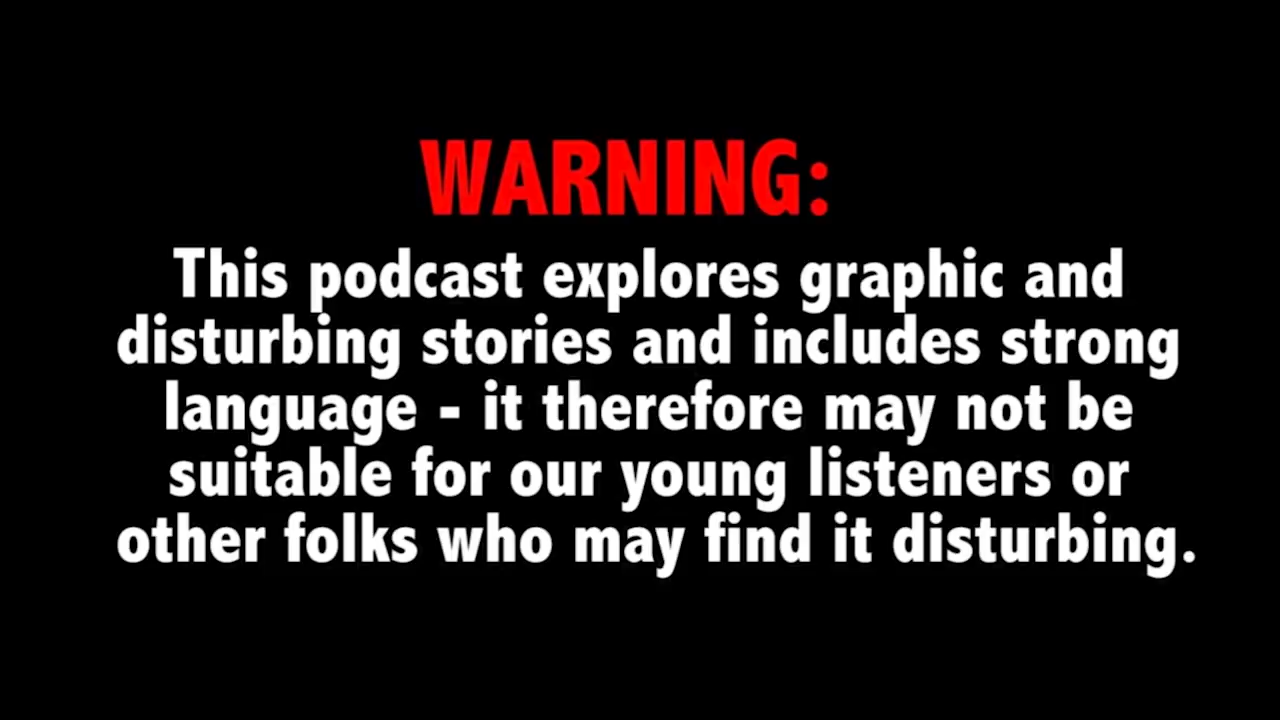 WARNING:
This podcast explores graphic and
disturbing stories and includes strong
language - it therefore may not be
suitable for our young listeners or
other folks who may find it disturbing.